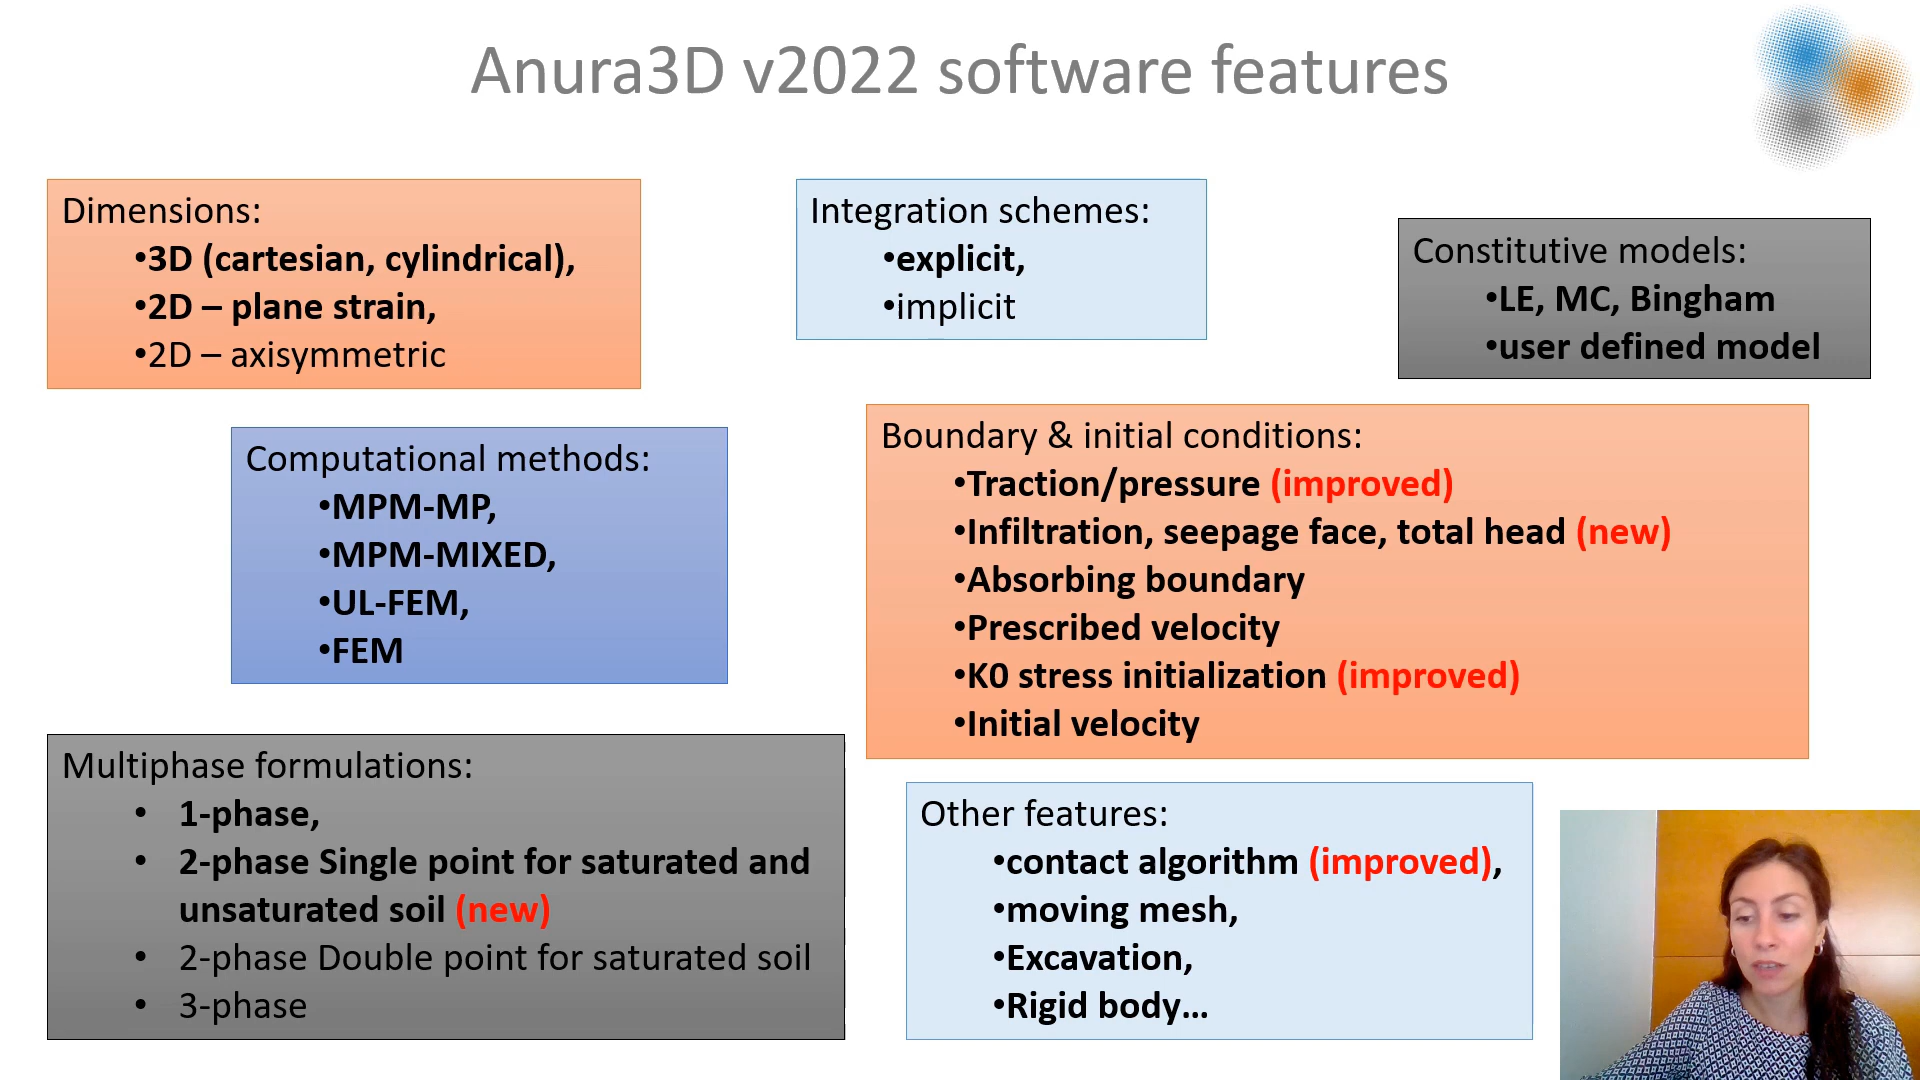 Anura3D v2022 software features
Dimensions:
•3D (cartesian, cylindrical),
•2D – plane strain,
•2D – axisymmetric
Integration schemes:
•explicit,
•implicit
Constitutive models:
•LE, MC, Bingham
•user defined model
Computational methods:
•MPM-MP,
•MPM-MIXED,
•UL-FEM,
•FEM
Boundary & initial conditions:
•Traction/pressure (improved)
•Infiltration, seepage face, total head (new)
•Absorbing boundary
•Prescribed velocity
•K0 stress initialization (improved)
•Initial velocity
Multiphase formulations:
• 1-phase,
• 2-phase Single point for saturated and
unsaturated soil (new)
• 2-phase Double point for saturated soil
• 3-phase
Other features:
•contact algorithm (improved),
•moving mesh,
•Excavation,
•Rigid body...